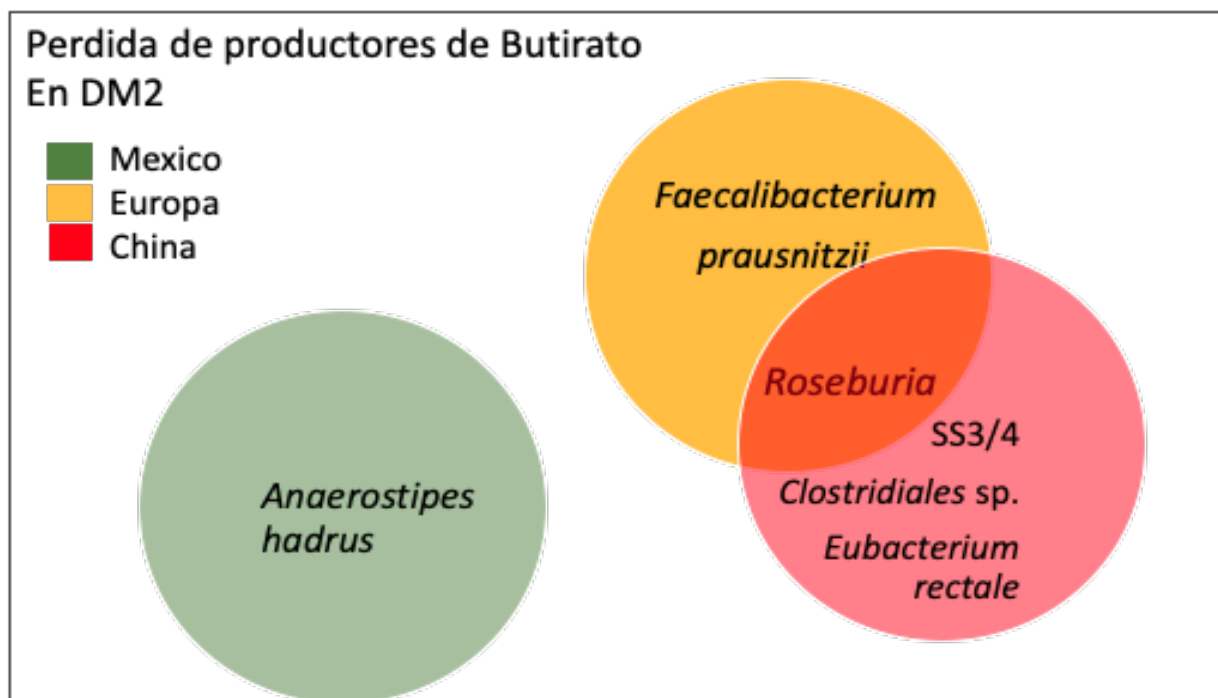 Perdida de productores de Butirato
En DM2
Mexico
Europa
China
Faecalibacterium
prausnitzii
Roseburia
SS3/4
Clostridiales sp.
Eubacterium
rectale
Anaerostipes
hadrus